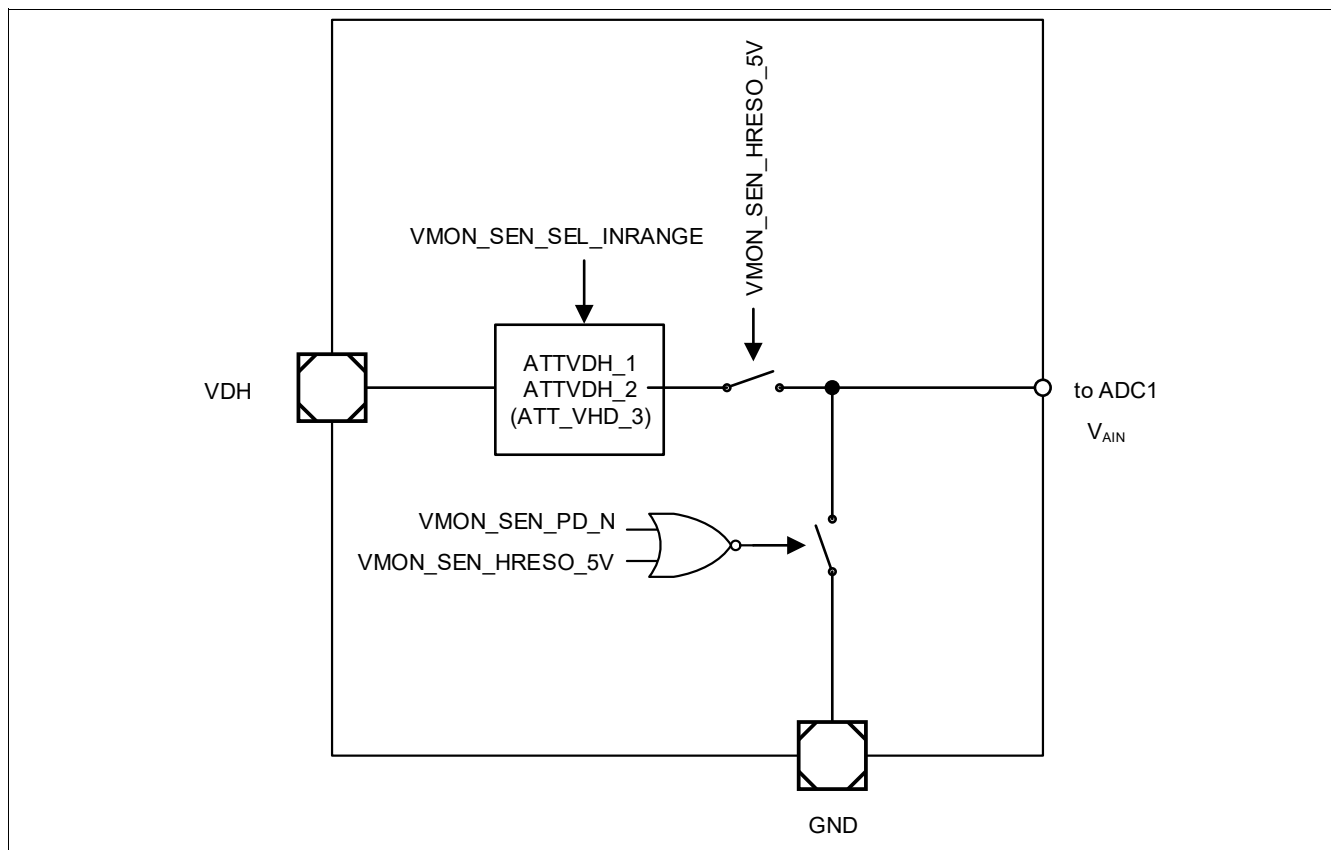 VMON_SEN_HRESO_5V
VMON_SEN_SEL_INRANGE
ATTVDH_1
ATTVDH_2
(ATT_VHD_3)
VDH
to ADC1
VAIN
VMON_SEN_PD_N
VMON_SEN_HRESO_5V
GND